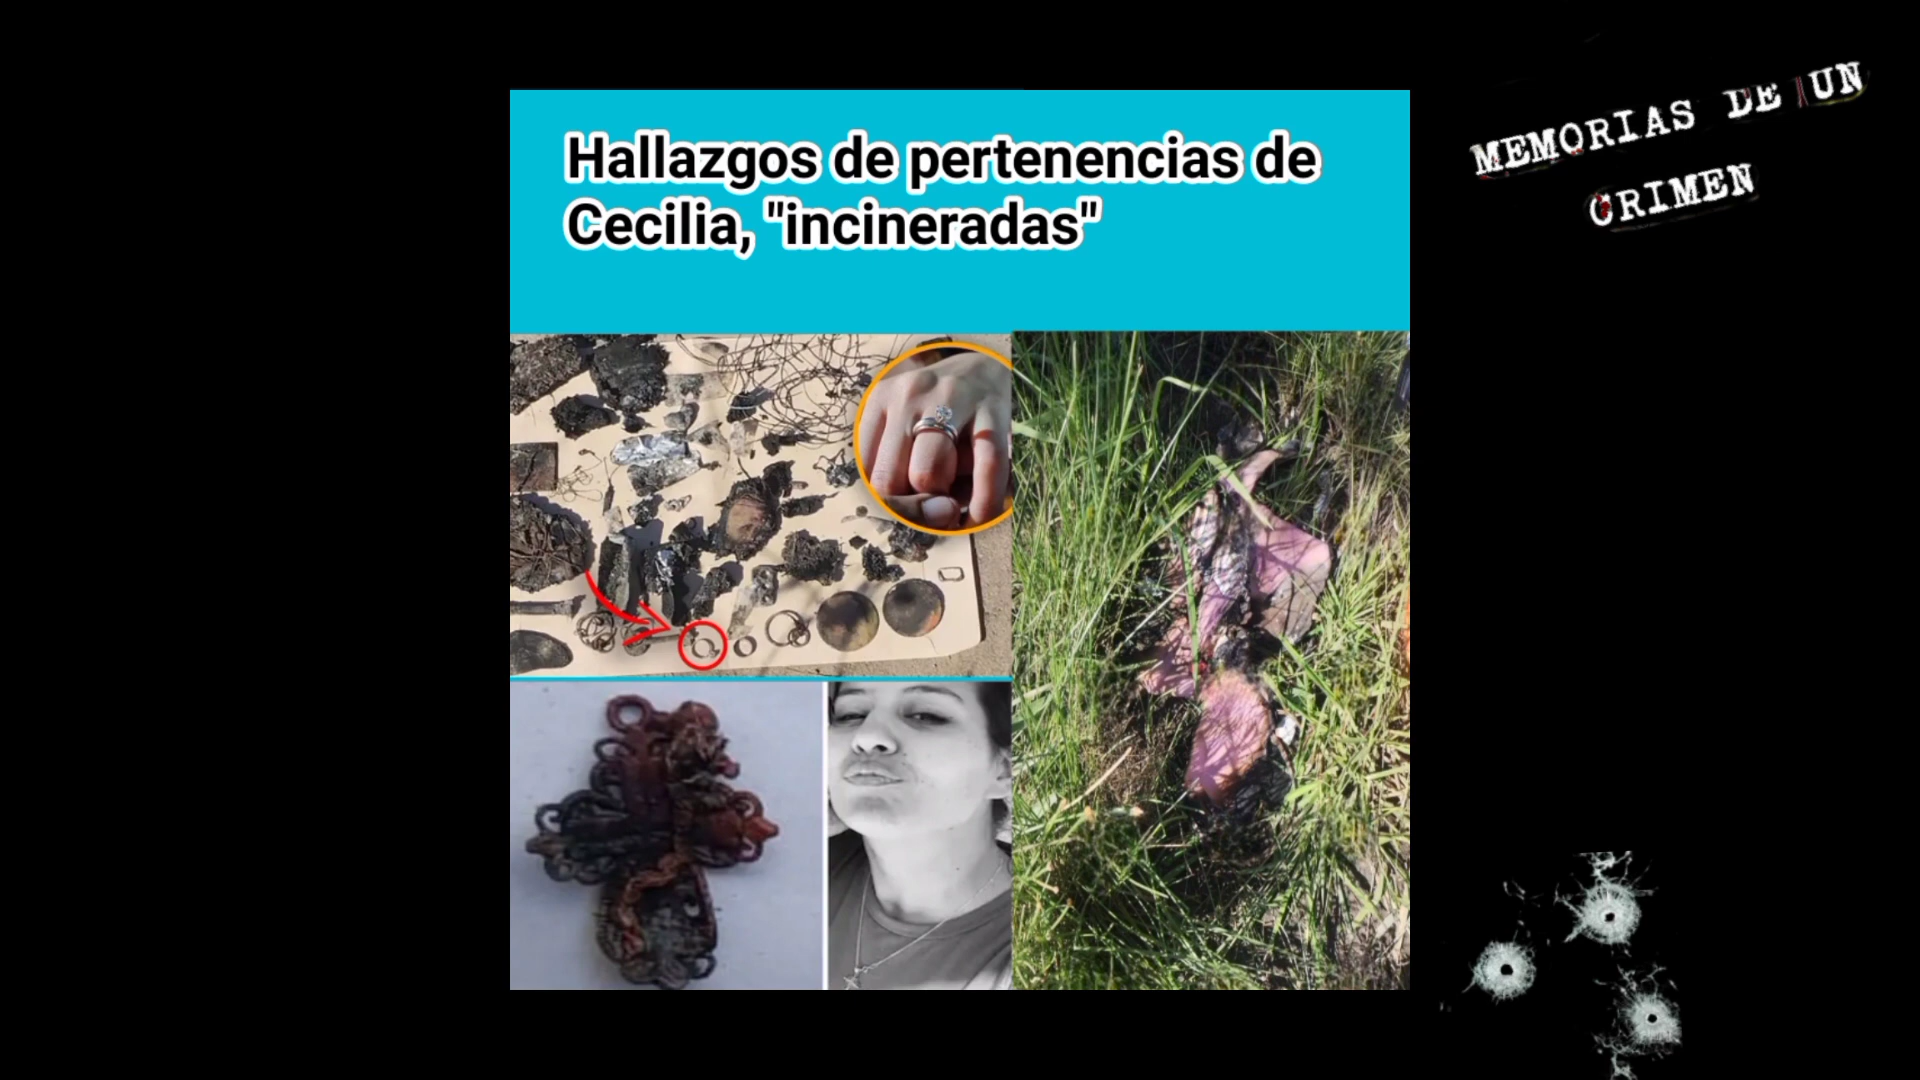 Hallazgos de pertenencias de
Cecilia, "incineradas"
MEMORIAS DE UN
CRIMEN